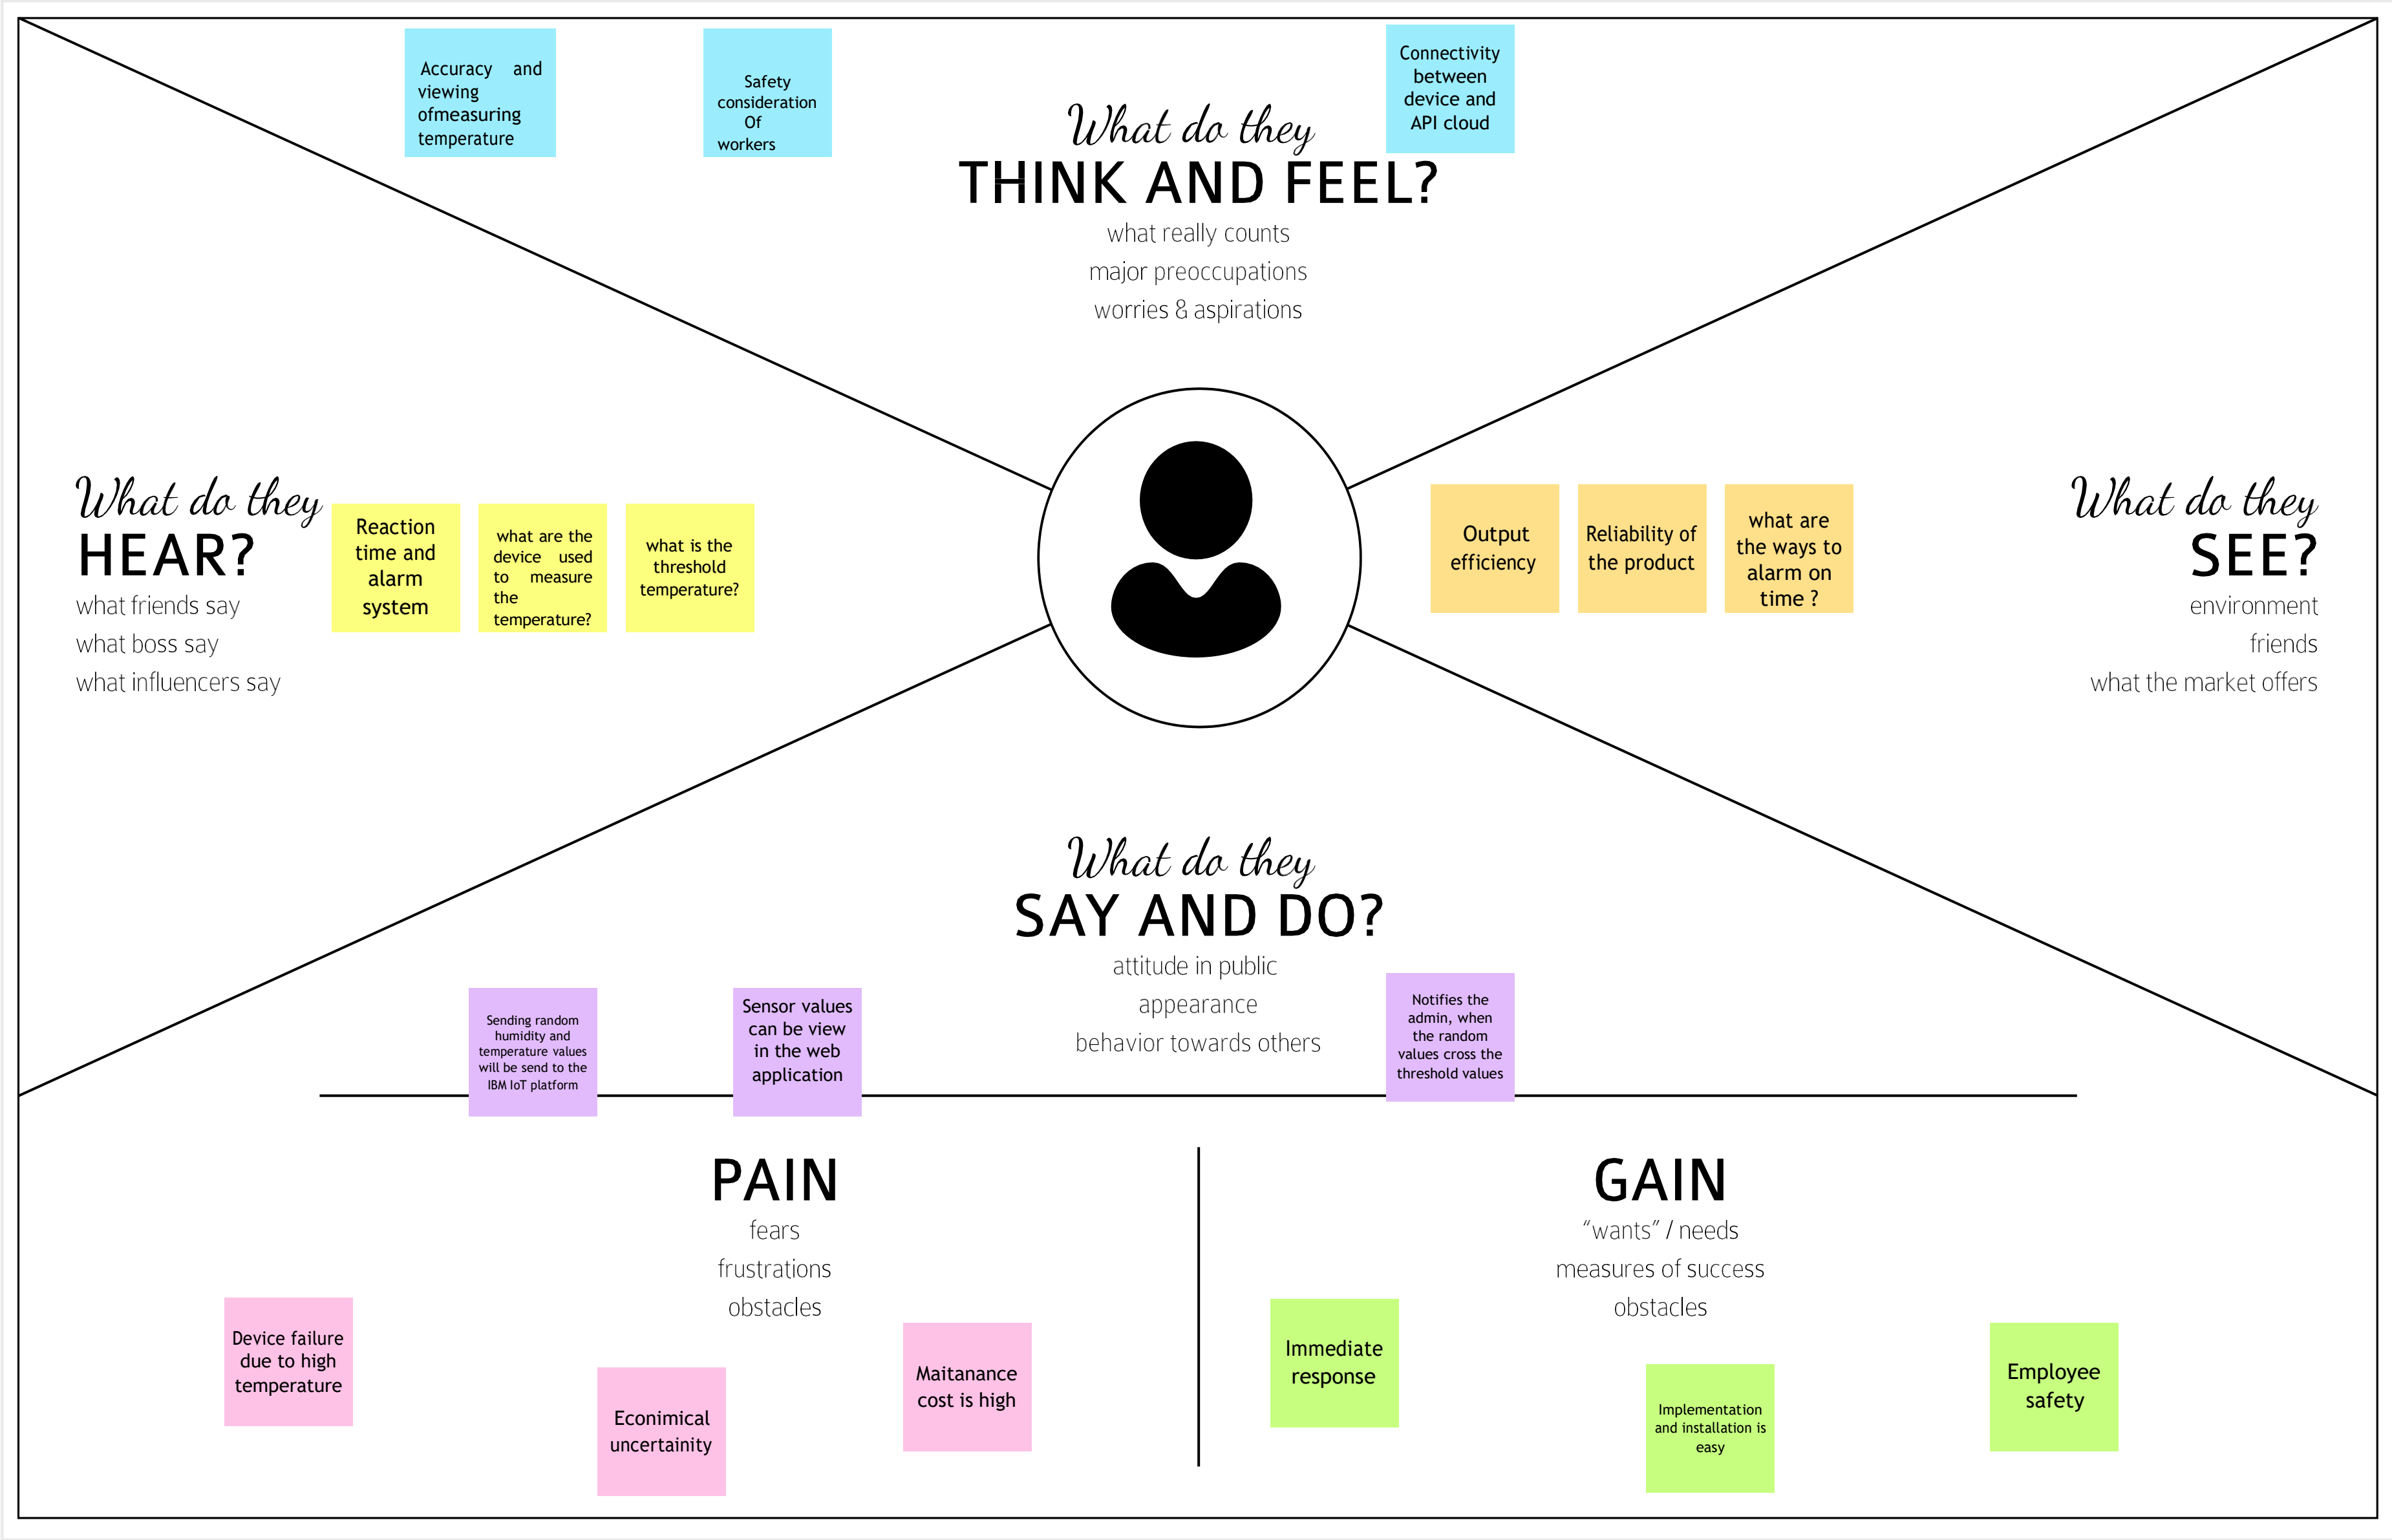 Accuracy and
viewing
ofmeasuring
temperature
Safety
consideration
Of
workers
Connectivity
between
device and
API cloud
What do they
THINK AND FEEL?
what really counts
major preoccupations
worries & aspirations
What do they
HEAR?
what friends say
what boss say
what influencers say
Reaction
time and
alarm
system
what are the
device used
to measure
the
temperature?
what is the
threshold
temperature?
Output
efficiency
Reliability of
the product
what are
the ways to
alarm on
time ?
What do they
SEE?
environment
friends
what the market offers
What do they
SAY AND DO?
attitude in public
appearance
behavior towards others
Sending random
humidity and
temperature values
will be send to the
IBM IoT platform
Sensor values
can be view
in the web
application
Notifies the
admin, when
the random
values cross the
threshold values
PAIN
fears
frustrations
obstacles
Device failure
due to high
temperature
Econimical
uncertainity
Maitanance
cost is high
GAIN
“wants” / needs
measures of success
obstacles
Immediate
response
Implementation
and installation is
easy
Employee
safety